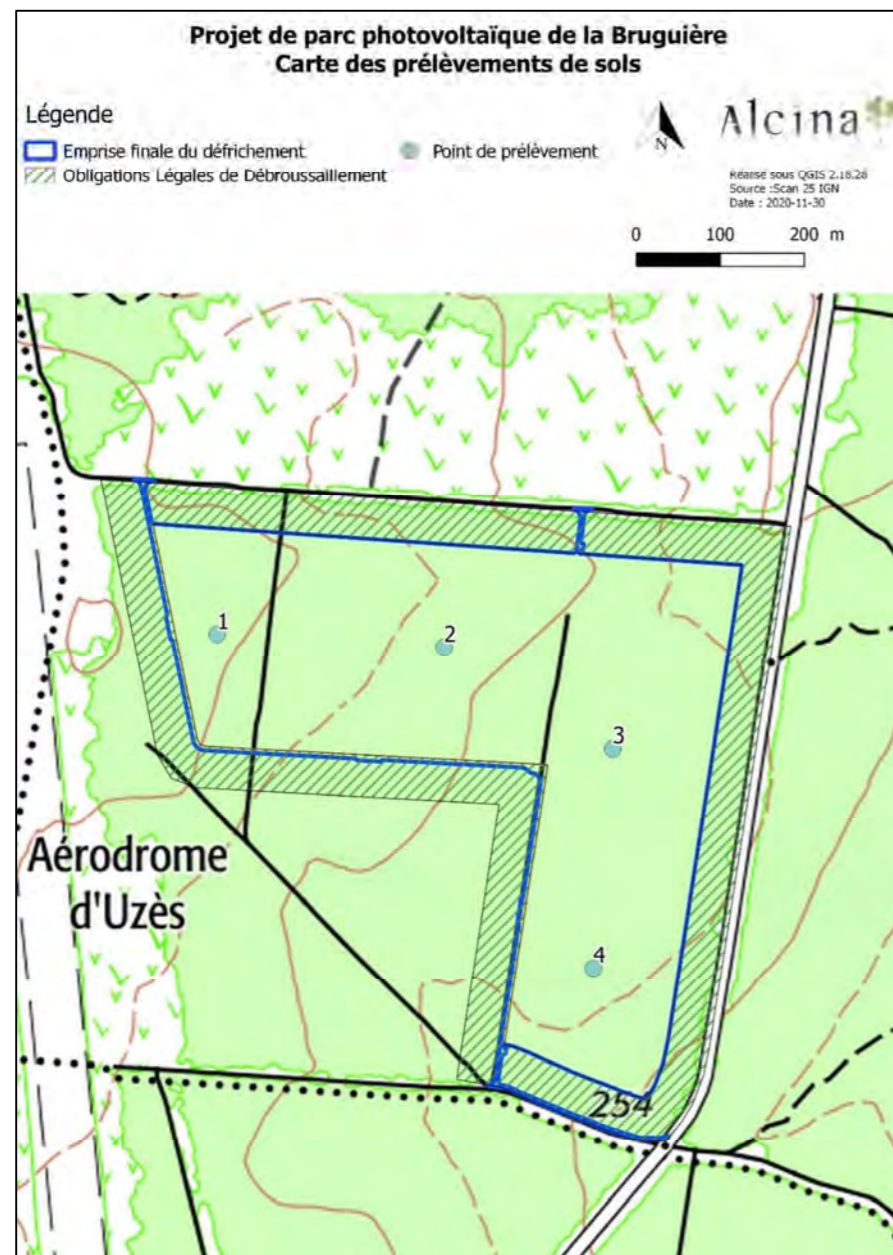 Projet de parc photovoltaïque de la Bruguière
Carte des prélèvements de sols
Légende
Emprise finale du défrichement
Point de prélèvement
Obligations Légales de Débroussaillement
N
Alcina
Réalisé sous QGIS 2.18.28
Source :Scan 25 IGN
Date : 2020-11-30
0 100 200 m
1
2
3
Aérodrome
d'Uzès
4
254